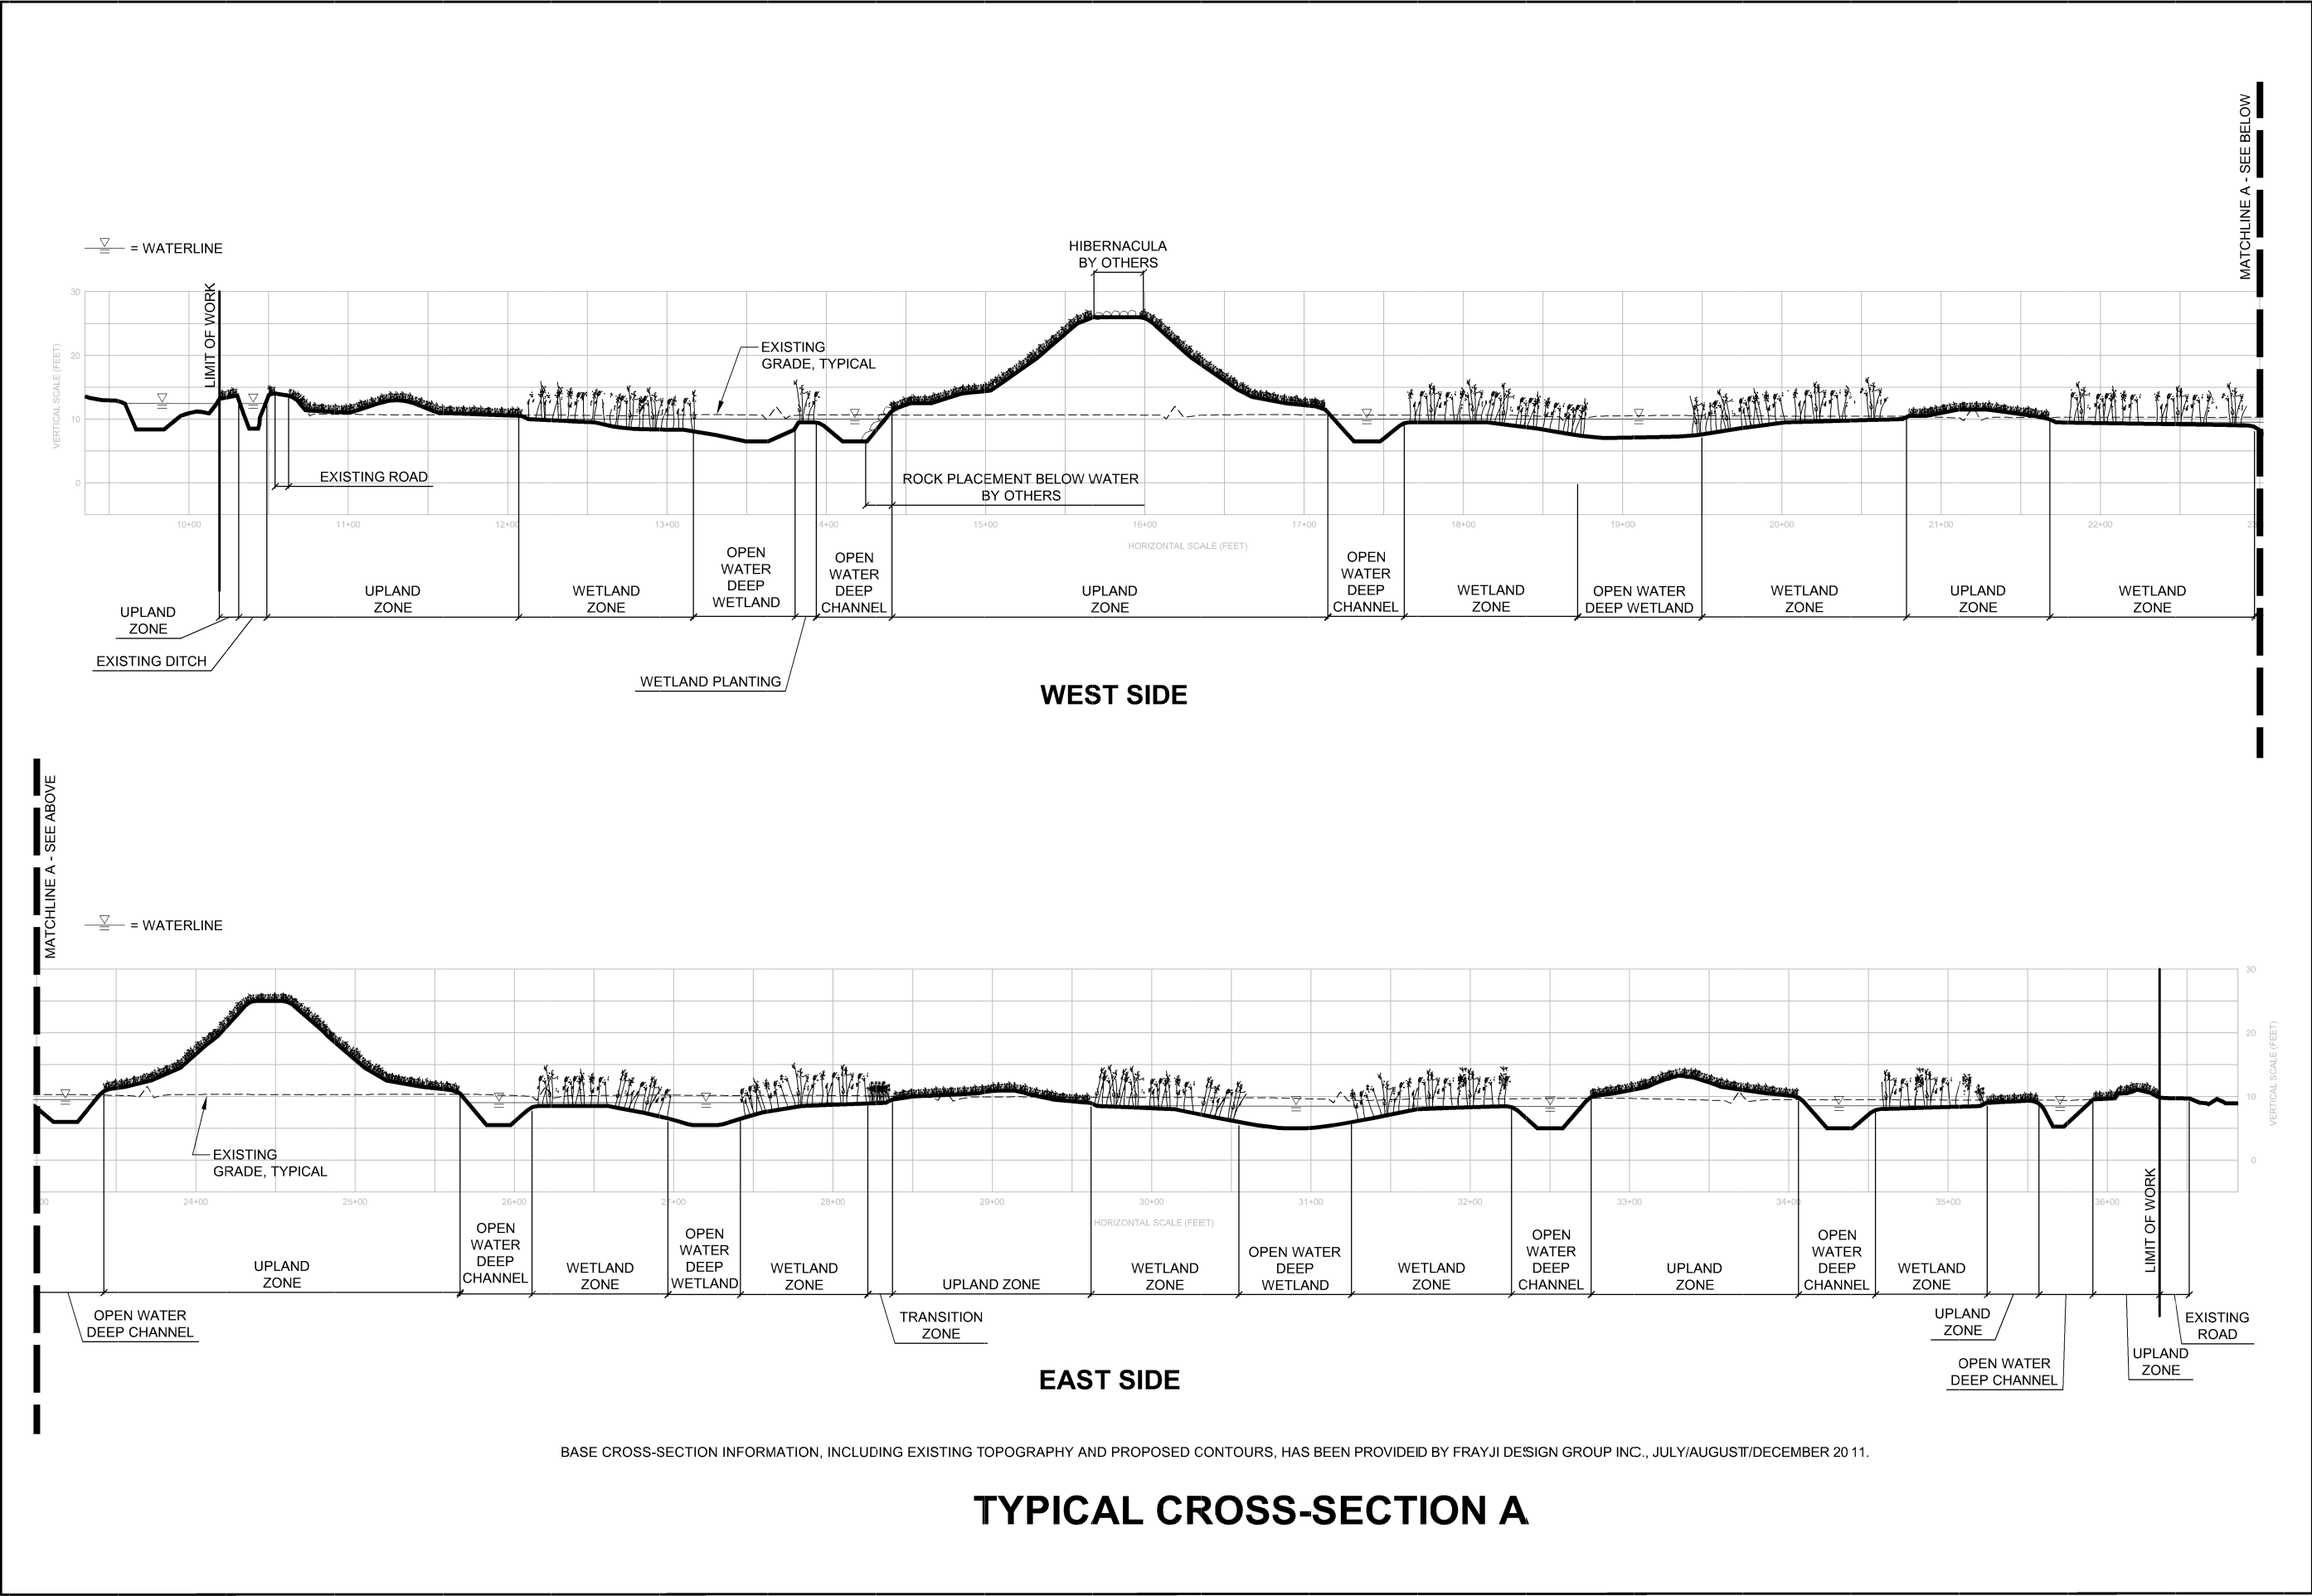 MATCHLINE A - SEE BELOW
= WATERLINE
HIBERNACULA
BY OTHERS
LIMIT OF WORK
VERTICAL SCALE (FEET)
30
20
10
0
EXISTING
GRADE, TYPICAL
EXISTING ROAD
ROCK PLACEMENT BELOW WATER
BY OTHERS
10+00
11+00
12+00
13+00
14+00
15+00
16+00
17+00
18+00
19+00
20+00
21+00
22+00
HORIZONTAL SCALE (FEET)
UPLAND
ZONE
EXISTING DITCH
UPLAND
ZONE
WETLAND
ZONE
OPEN
WATER
DEEP
WETLAND
WETLAND PLANTING
OPEN
WATER
DEEP
CHANNEL
UPLAND
ZONE
OPEN
WATER
DEEP
CHANNEL
WETLAND
ZONE
OPEN WATER
DEEP WETLAND
WETLAND
ZONE
UPLAND
ZONE
WETLAND
ZONE
WEST SIDE
MATCHLINE A - SEE ABOVE
= WATERLINE
30
20
10
0
VERTICAL SCALE (FEET)
EXISTING
GRADE, TYPICAL
24+00
25+00
26+00
27+00
28+00
29+00
30+00
31+00
32+00
33+00
34+00
35+00
36+00
HORIZONTAL SCALE (FEET)
LIMIT OF WORK
OPEN WATER
DEEP CHANNEL
UPLAND
ZONE
OPEN
WATER
DEEP
CHANNEL
WETLAND
ZONE
OPEN
WATER
DEEP
WETLAND
WETLAND
ZONE
TRANSITION
ZONE
UPLAND ZONE
WETLAND
ZONE
OPEN WATER
DEEP
WETLAND
WETLAND
ZONE
OPEN
WATER
DEEP
CHANNEL
UPLAND
ZONE
OPEN
WATER
DEEP
CHANNEL
WETLAND
ZONE
UPLAND
ZONE
OPEN WATER
DEEP CHANNEL
UPLAND
ZONE
EXISTING
ROAD
EAST SIDE
BASE CROSS-SECTION INFORMATION, INCLUDING EXISTING TOPOGRAPHY AND PROPOSED CONTOURS, HAS BEEN PROVIDED BY FRAYJI DESIGN GROUP INC., JULY/AUGUST/DECEMBER 2011.
TYPICAL CROSS-SECTION A